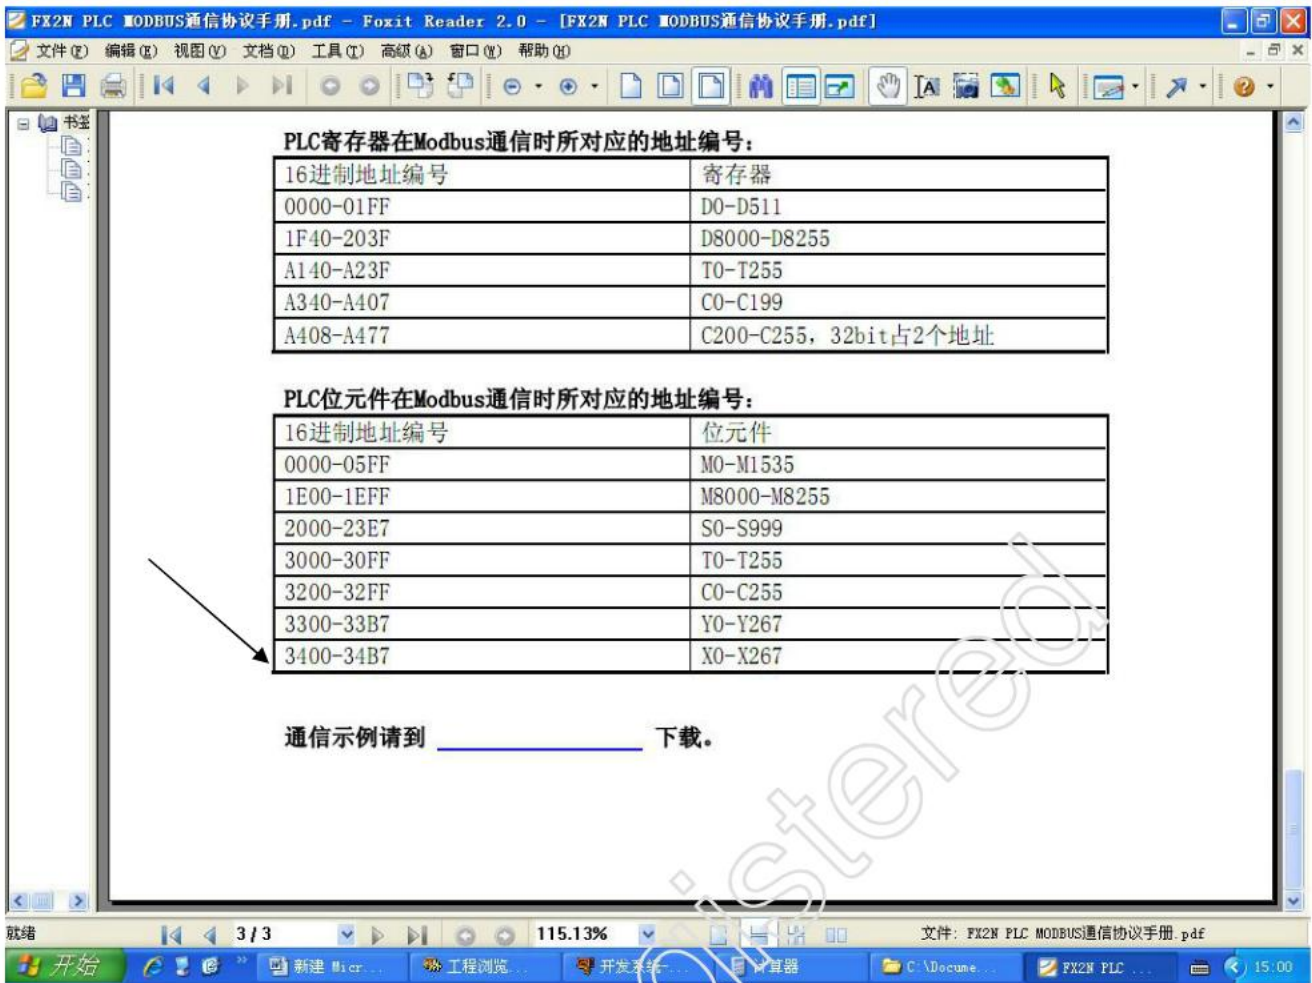 FX2N PLC MODBUS通信协议手册.pdf - Foxit Reader 2.0 - [FX2N PLC MODBUS通信协议手册.pdf]
文件(F) 编辑(E) 视图(V) 文档(D) 工具(T) 高级(A) 窗口(W) 帮助(H)
书签
PLC寄存器在Modbus通信时所对应的地址编号:
16进制地址编号 寄存器
0000-01FF D0-D511
1F40-203F D8000-D8255
A140-A23F T0-T255
A340-A407 C0-C199
A408-A477 C200-C255, 32bit占2个地址
PLC位元件在Modbus通信时所对应的地址编号:
16进制地址编号 位元件
0000-05FF M0-M1535
1E00-1EFF M8000-M8255
2000-23E7 S0-S999
3000-30FF T0-T255
3200-32FF C0-C255
3300-33B7 Y0-Y267
3400-34B7 X0-X267
通信示例请到 下载。
gistered
就绪 3/3 115.13% 文件: FX2N PLC MODBUS通信协议手册.pdf
开始 新建 Micr... 工程浏览... 开发系统-... 计算器 C:\Docume... FX2N PLC ... 15:00